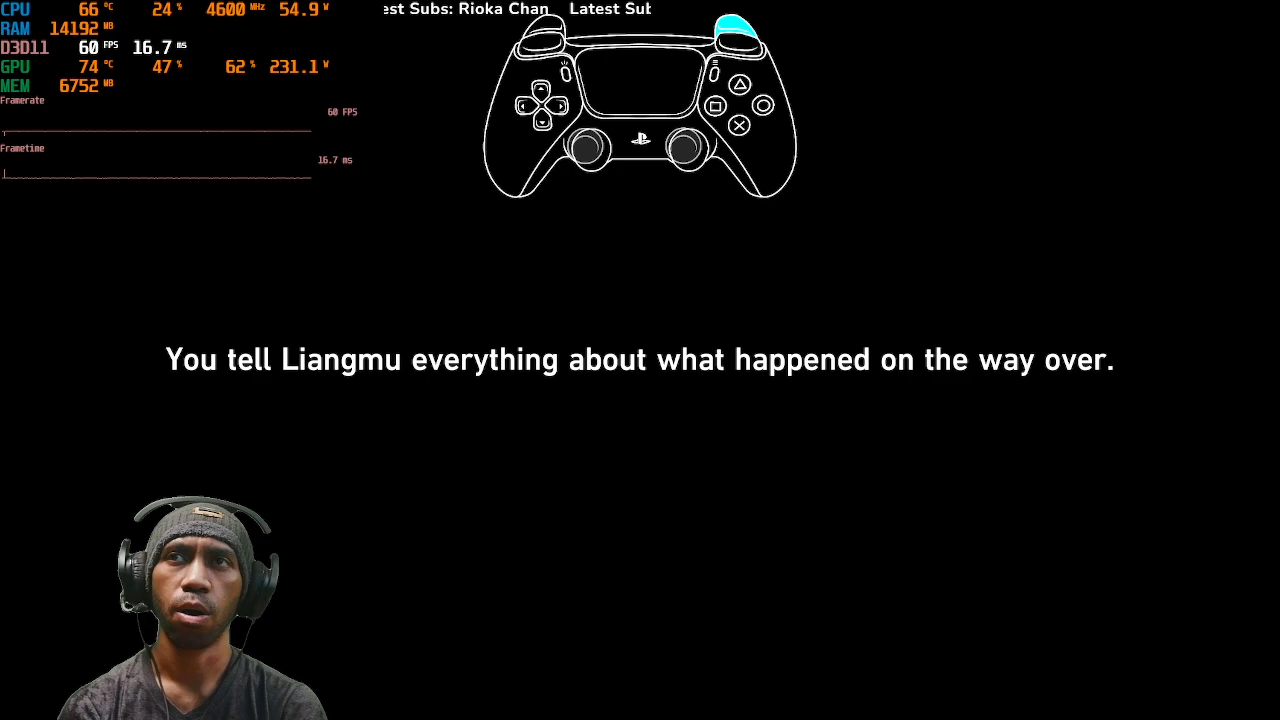 CPU 66 °C 24 % 4600 MHz 54.9 W
RAM 14192 MB
D3D11 60 FPS 16.7 ms
GPU 74 °C 47 % 62 % 231.1 W
MEM 6752 MB
Framerate
60 FPS
Frametime
16.7 ms
est Subs: Rioka Chan Latest Sub
You tell Liangmu everything about what happened on the way over.